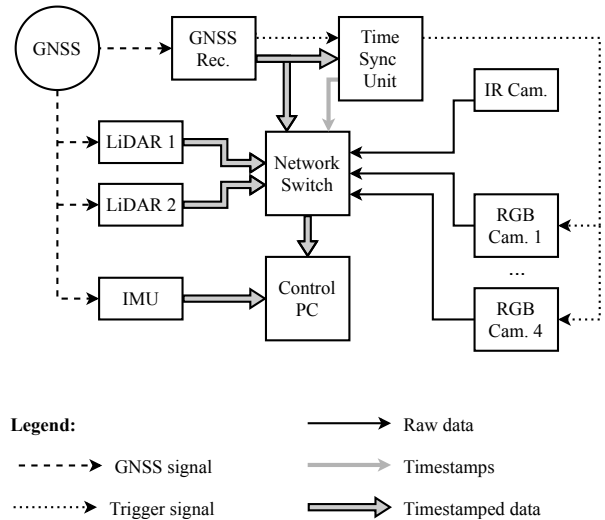 GNSS
GNSS
Rec.
Time
Sync
Unit
IR Cam.
LiDAR 1
Network
Switch
LiDAR 2
RGB
Cam. 1
...
IMU
Control
PC
RGB
Cam. 4
Legend:
Raw data
GNSS signal
Timestamps
Trigger signal
Timestamped data